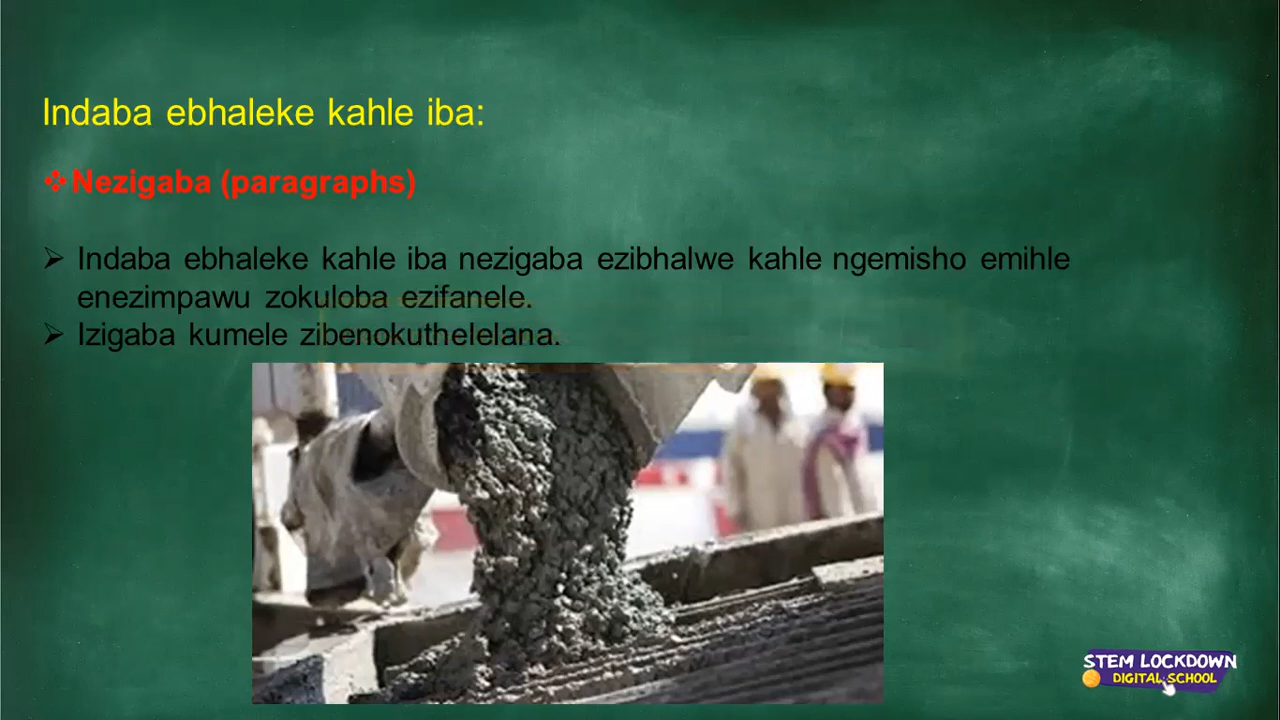 Indaba ebhaleke kahle iba:
❖Nezigaba (paragraphs)
➢ Indaba ebhaleke kahle iba nezigaba ezibhalwe kahle ngemisho emihle
enezimpawu zokuloba ezifanele.
➢ Izigaba kumele zibenokuthelelana.
STEM LOCKDOWN
DIGITAL SCHOOL